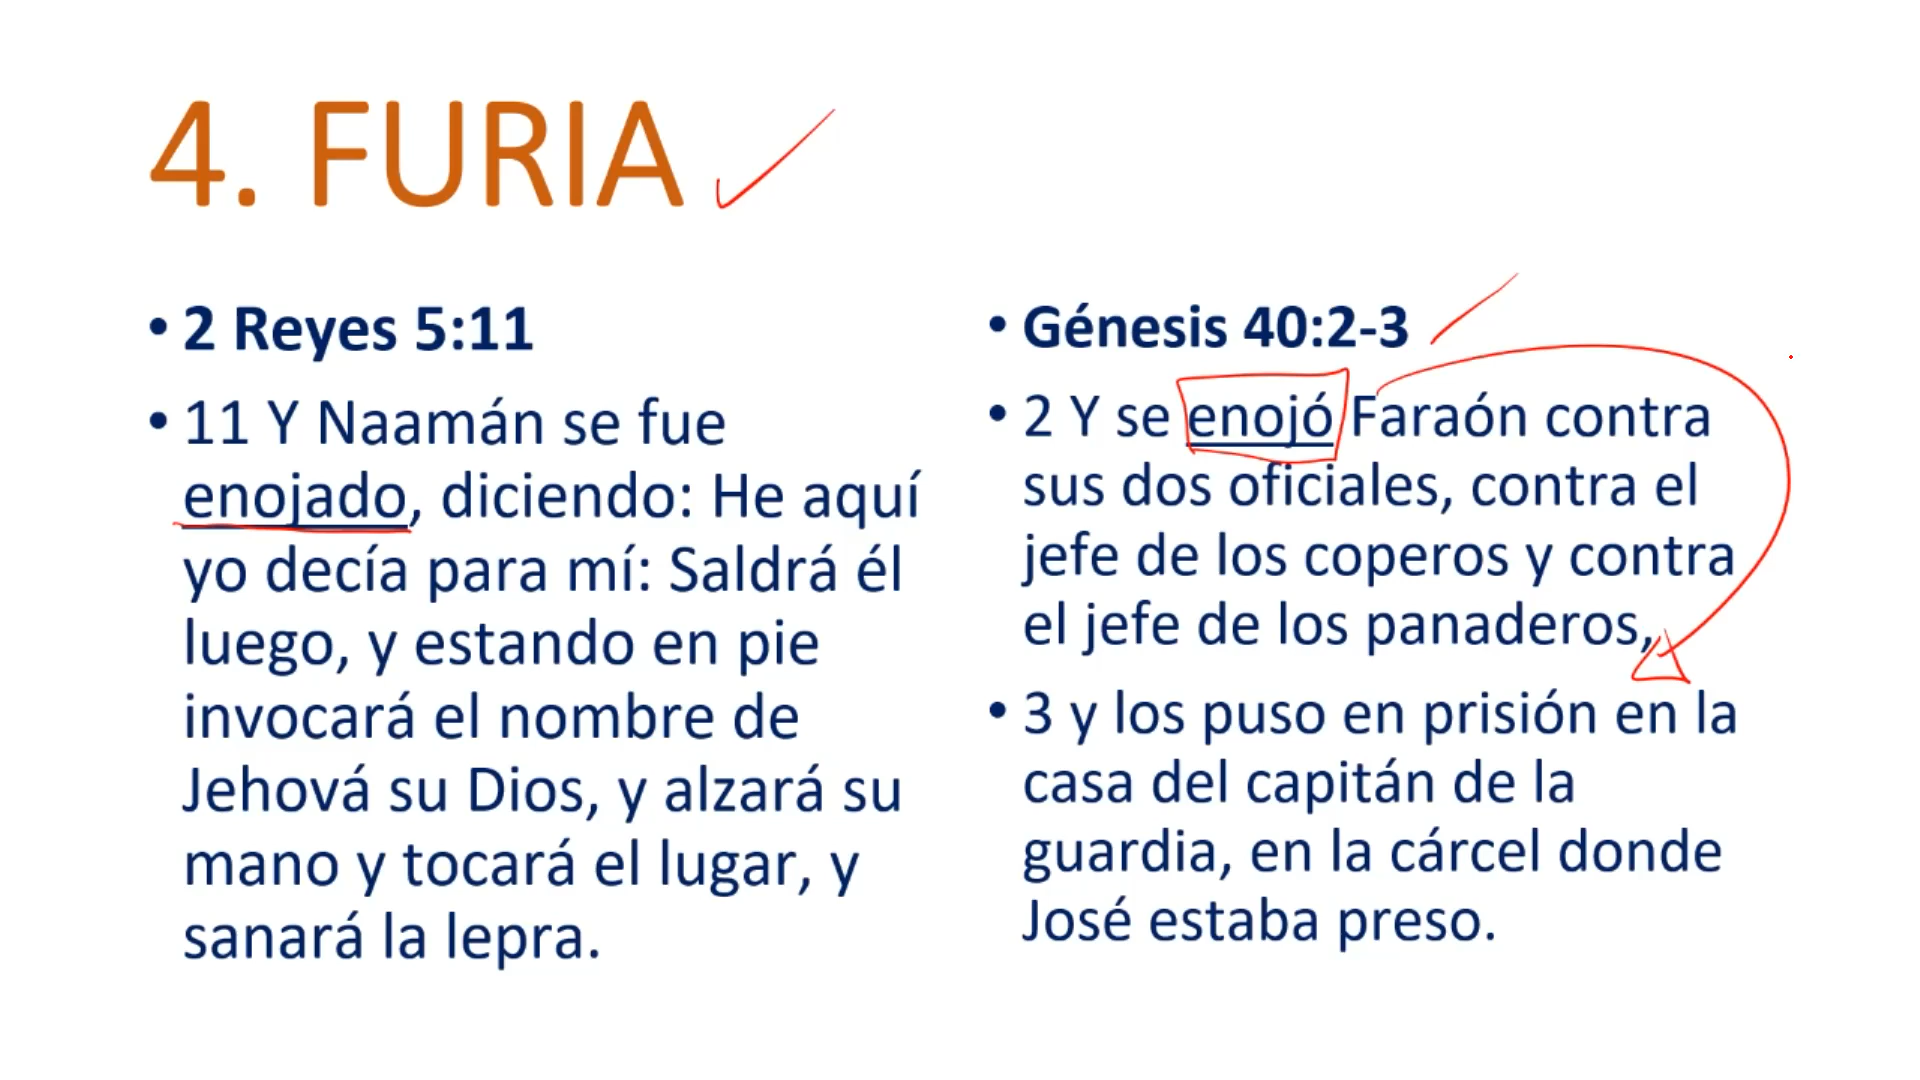 4. FURIA
• 2 Reyes 5:11
• 11 Y Naamán se fue
enojado, diciendo: He aquí
yo decía para mí: Saldrá él
luego, y estando en pie
invocará el nombre de
Jehová su Dios, y alzará su
mano y tocará el lugar, y
sanará la lepra.
• Génesis 40:2-3
• 2 Y se enojó Faraón contra
sus dos oficiales, contra el
jefe de los coperos y contra
el jefe de los panaderos,
• 3 y los puso en prisión en la
casa del capitán de la
guardia, en la cárcel donde
José estaba preso.